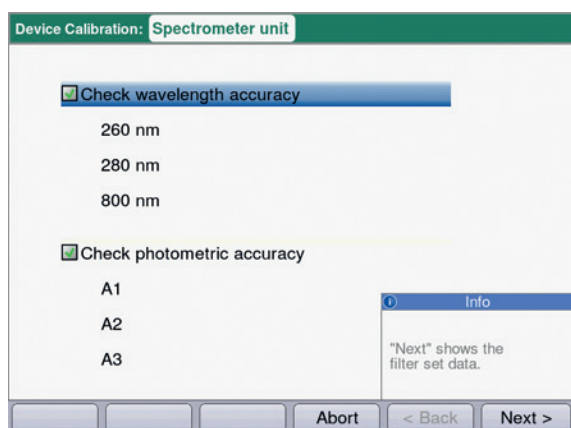 Device Calibration: Spectrometer unit
Check wavelength accuracy
260 nm
280 nm
800 nm
Check photometric accuracy
A1
A2
A3
Info
"Next" shows the
filter set data.
Abort
< Back
Next >